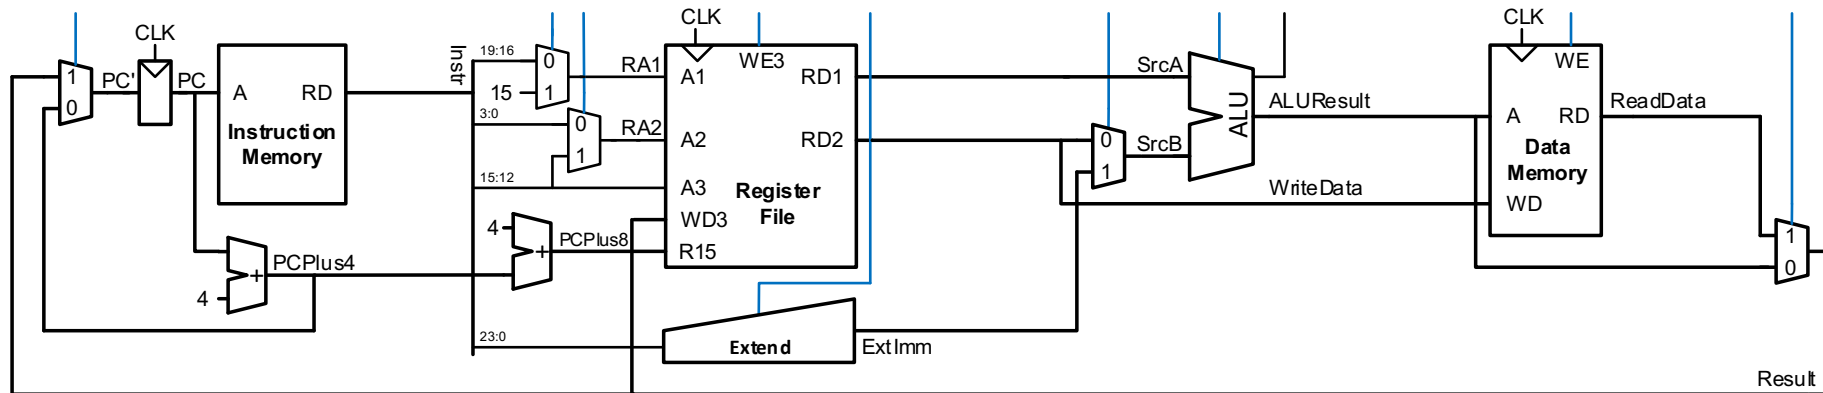 CLK
CLK
CLK
1
0
PC'
PC
A
RD
Instruction
Memory
4
+
PCPlus4
Instr
19:16
0
15
1
RA1
3:0
0
1
RA2
15:12
4
+
PCPlus8
23:0
A1
WE3
RD1
A2
RD2
A3
Register
File
WD3
R15
Extend
ExtImm
0
1
SrcA
SrcB
ALU
ALUResult
WriteData
WE
A
RD
Data
Memory
WD
ReadData
1
0
Result